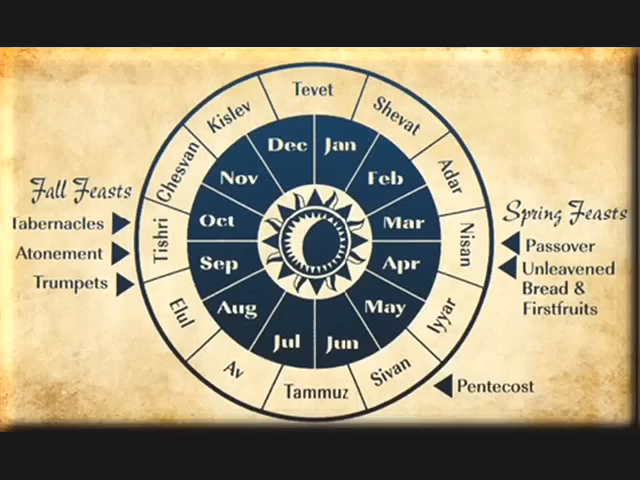 Tevet
Shevat
Adar
Nisan
Iyyar
Sivan
Tammuz
Av
Elul
Tishri
Chesvan
Kislev
Jan
Feb
Mar
Apr
May
Jun
Jul
Aug
Sep
Oct
Nov
Dec
Fall Feasts
Tabernacles
Atonement
Trumpets
Spring Feasts
Passover
Unleavened
Bread &
Firstfruits
Pentecost